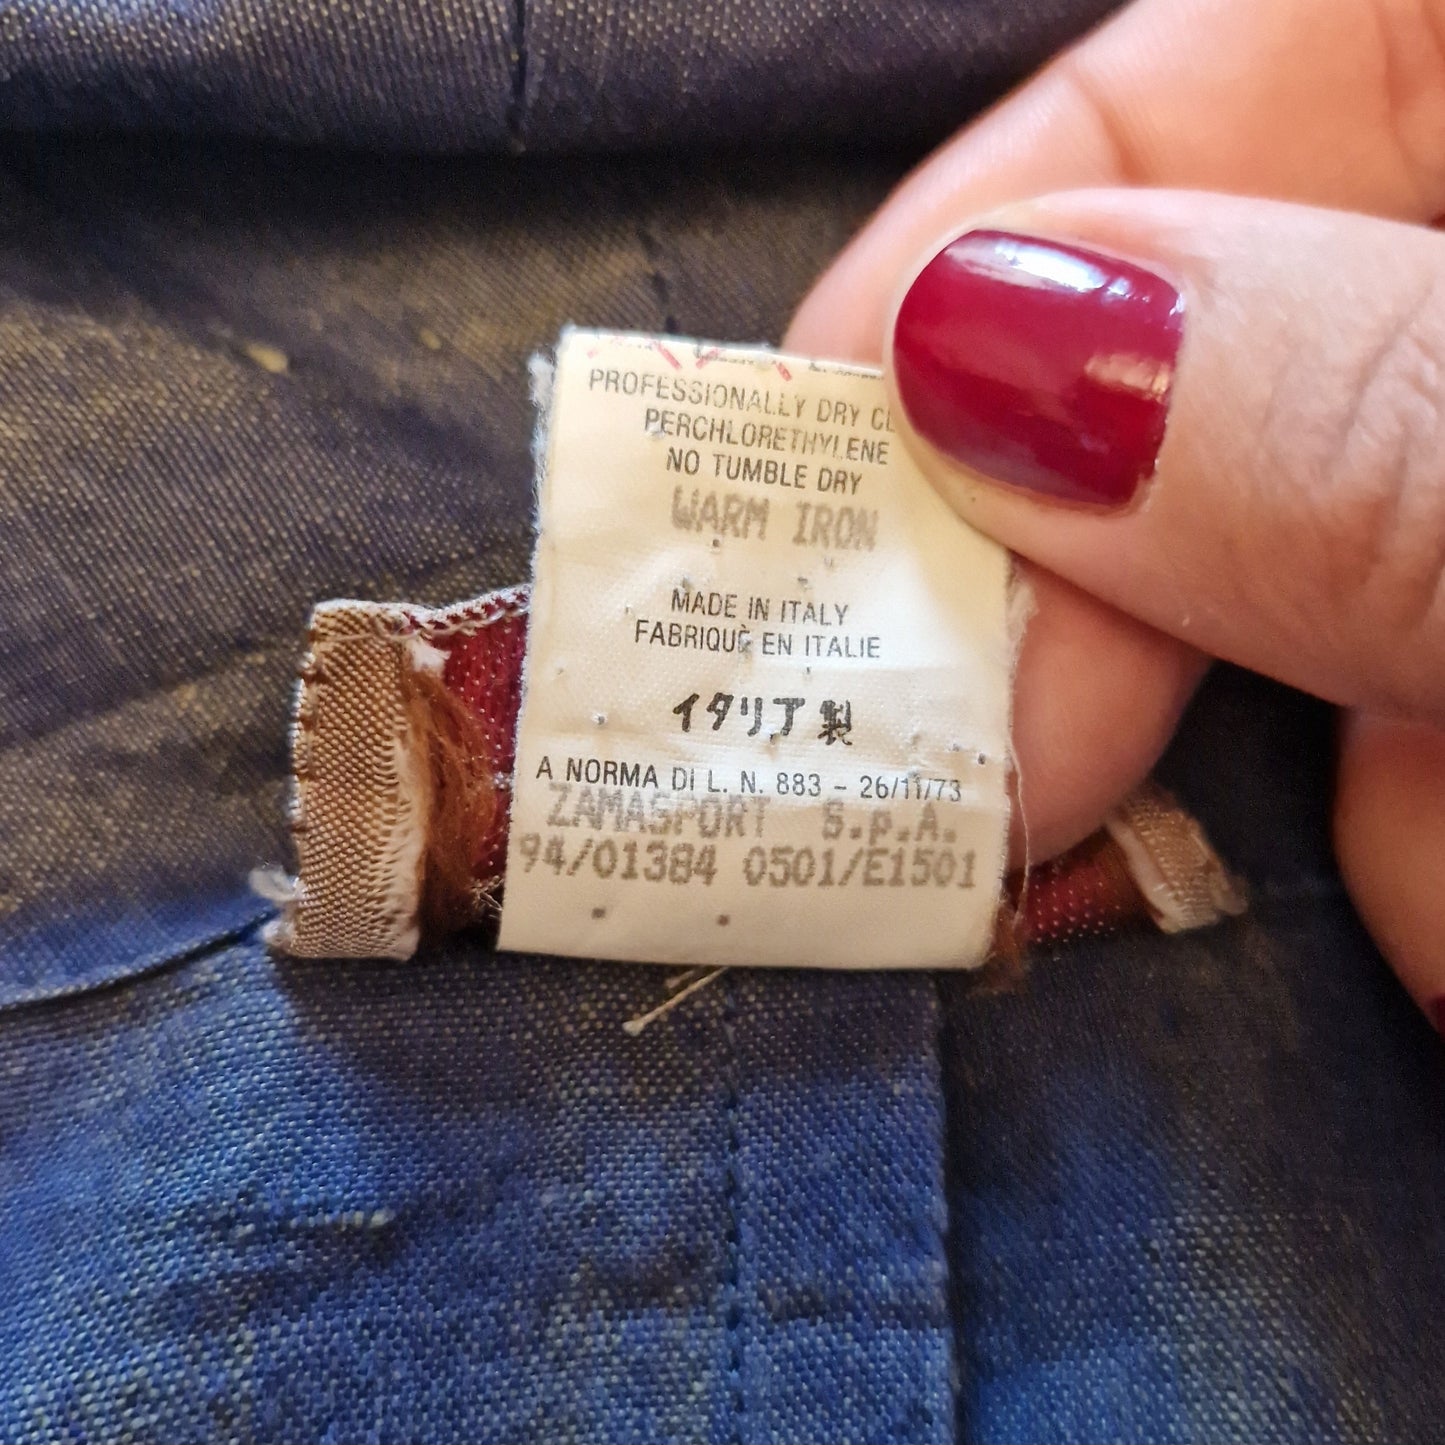 PROFESSIONALLY DRY CL
PERCHLORETHYLENE
NO TUMBLE DRY
WARM IRON
MADE IN ITALY
FABRIQUÈ EN ITALIE
イタリア製
A NORMA DI L. N. 883 - 26/11/73
ZAMASPORT S.p.A.
94/01384 0501/E1501